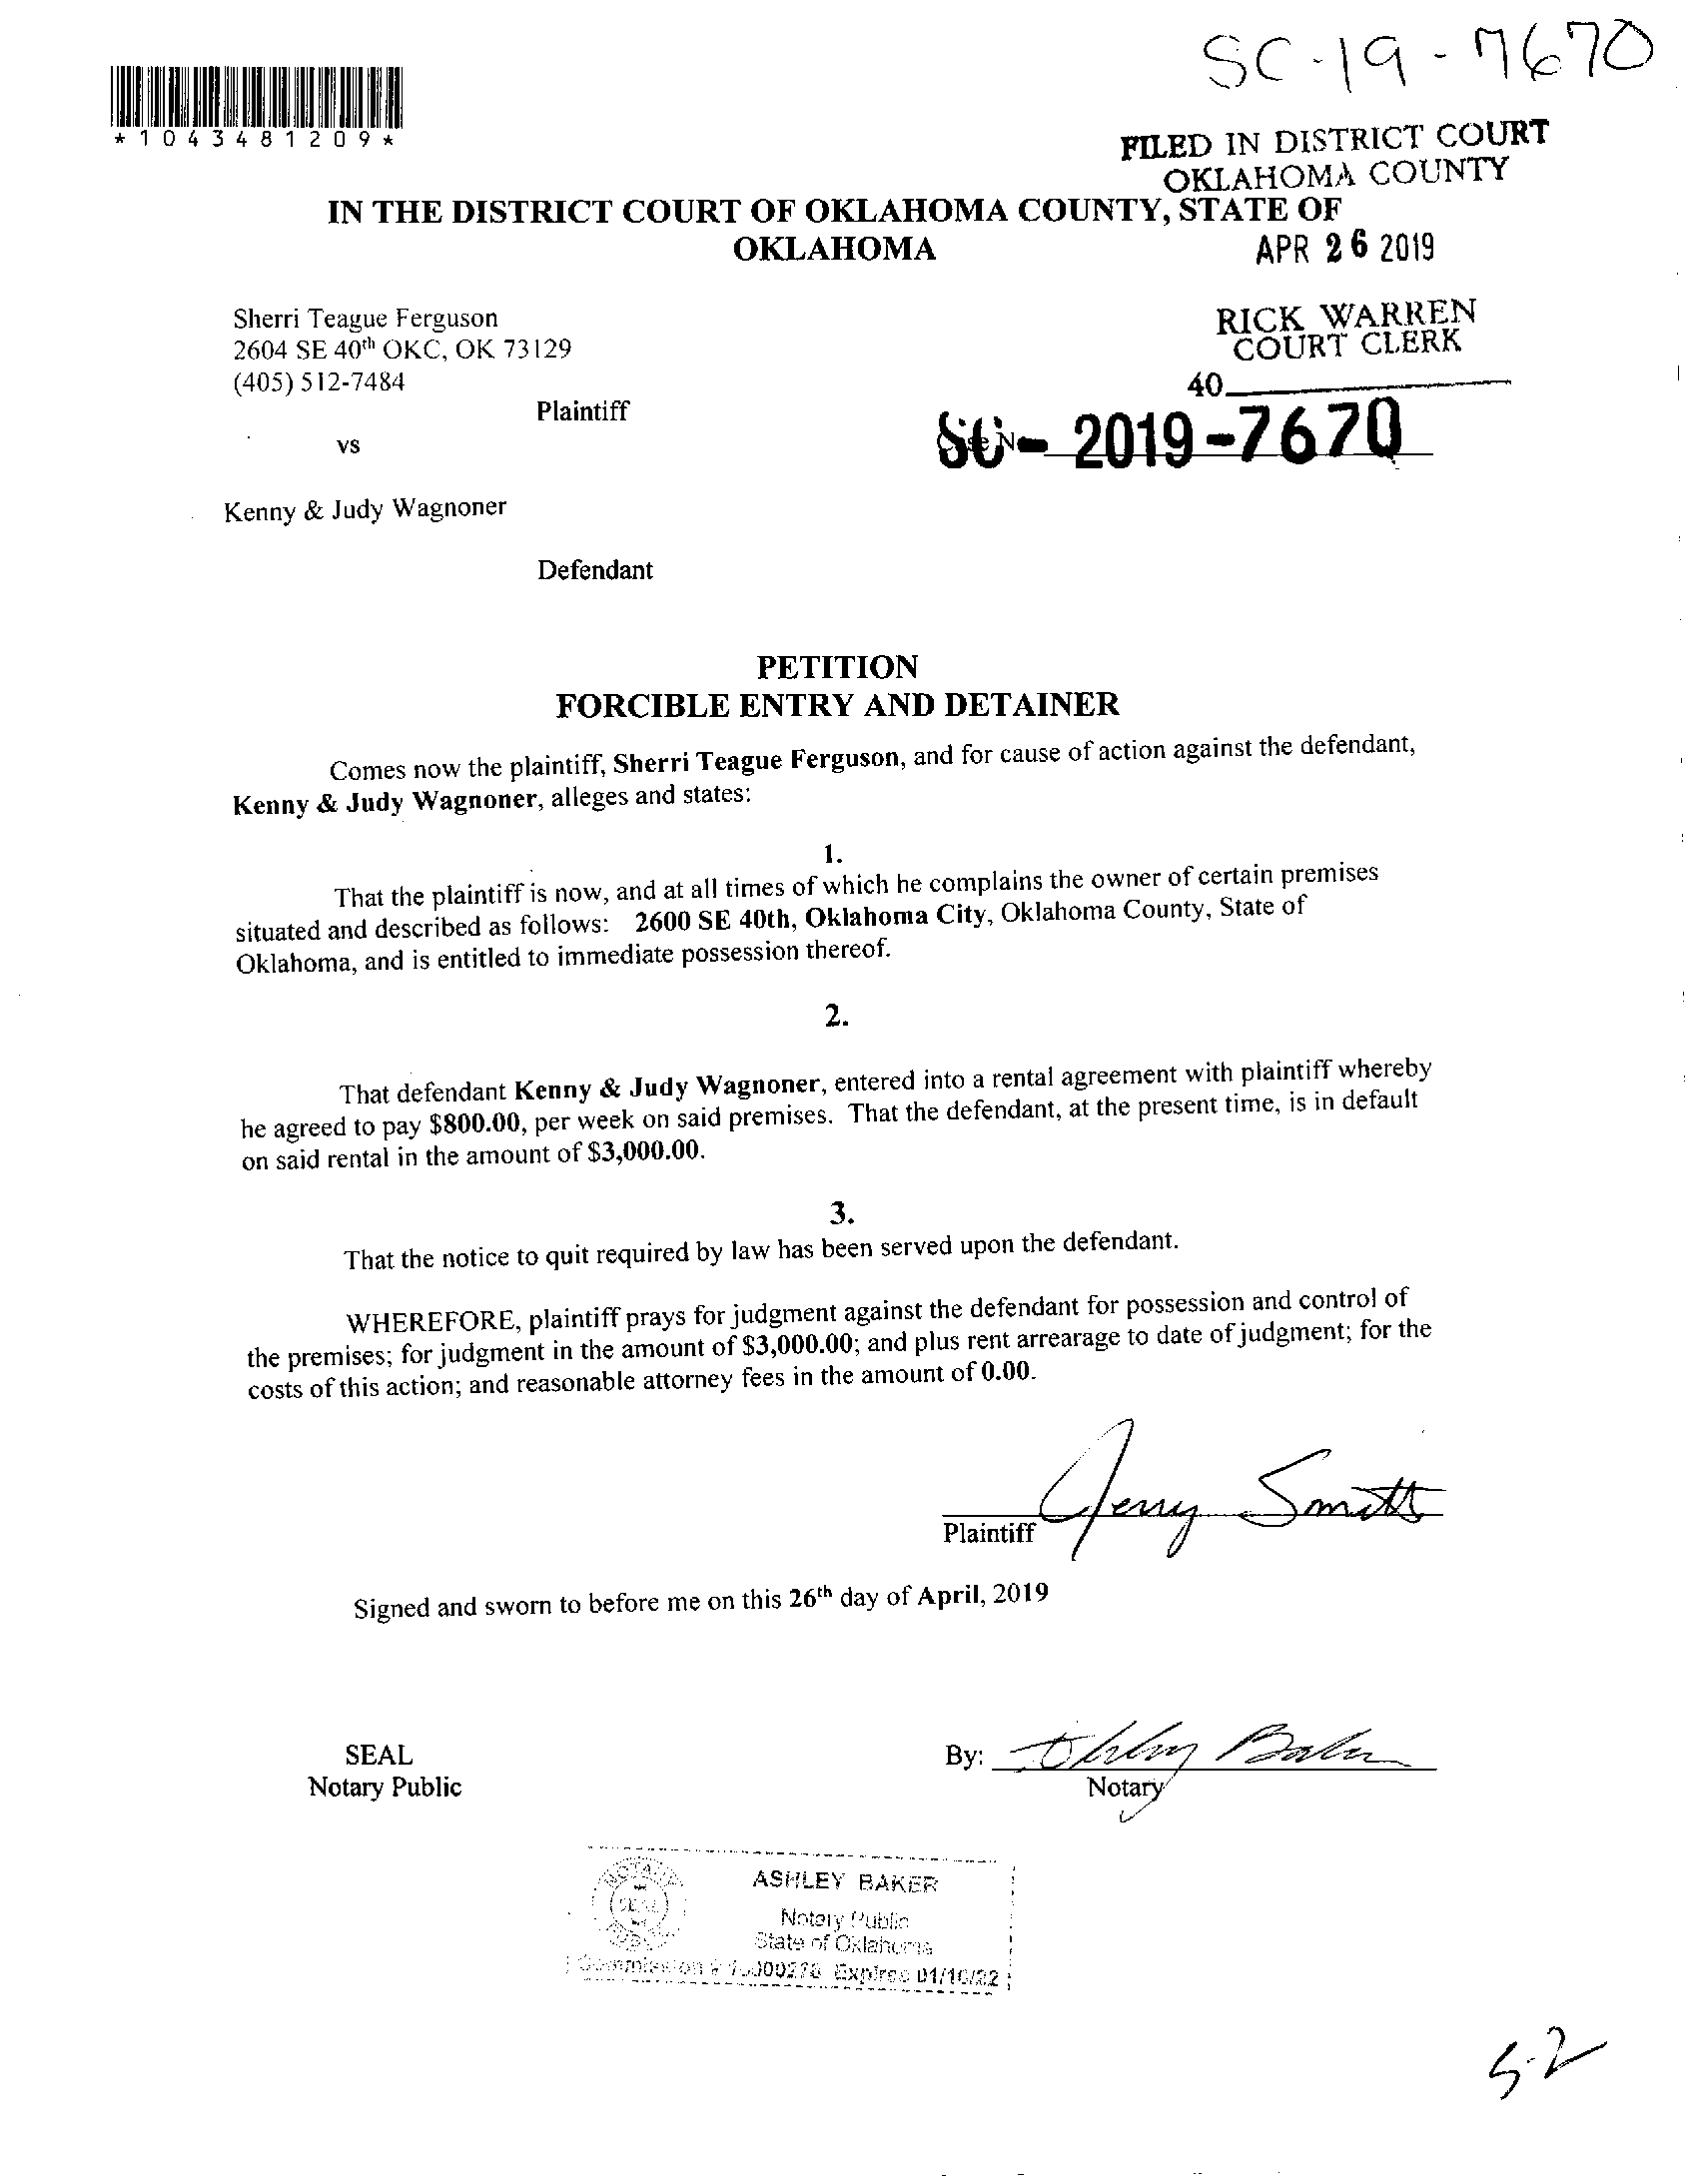 SC-19-7670
*1043481209*
FILED IN DISTRICT COURT
OKLAHOMA COUNTY
IN THE DISTRICT COURT OF OKLAHOMA COUNTY, STATE OF
OKLAHOMA
APR 26 2019
Sherri Teague Ferguson
2604 SE 40th OKC, OK 73129
(405) 512-7484
Plaintiff
RICK WARREN
COURT CLERK
40
vs
SC - 2019-7670
Kenny & Judy Wagnoner
Defendant
PETITION
FORCIBLE ENTRY AND DETAINER
Comes now the plaintiff, Sherri Teague Ferguson, and for cause of action against the defendant,
Kenny & Judy Wagnoner, alleges and states:
1.
That the plaintiff is now, and at all times of which he complains the owner of certain premises
situated and described as follows: 2600 SE 40th, Oklahoma City, Oklahoma County, State of
Oklahoma, and is entitled to immediate possession thereof.
2.
That defendant Kenny & Judy Wagnoner, entered into a rental agreement with plaintiff whereby
he agreed to pay $800.00, per week on said premises. That the defendant, at the present time, is in default
on said rental in the amount of $3,000.00.
3.
That the notice to quit required by law has been served upon the defendant.
WHEREFORE, plaintiff prays for judgment against the defendant for possession and control of
the premises; for judgment in the amount of $3,000.00; and plus rent arrearage to date of judgment; for the
costs of this action; and reasonable attorney fees in the amount of 0.00.
Jerry Smith
Plaintiff
Signed and sworn to before me on this 26th day of April, 2019
SEAL
Notary Public
By: Ashley Baker
Notary
NOTARY
SEAL
PUBLIC
ASHLEY BAKER
Notary Public
State of Oklahoma
Commission # Expires 01/10/22
5-2